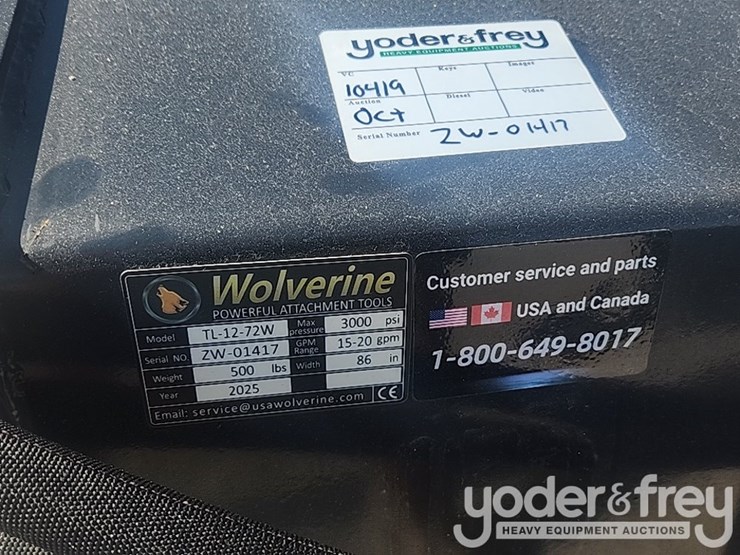 yoder&frey
HEAVY EQUIPMENT AUCTIONS
VC Keys Images
10419
Auction Diesel Video
Oct
Serial Number ZW-01417
Wolverine
POWERFUL ATTACHMENT TOOLS
Model TL-12-72W Max pressure 3000 psi
Serial NO. ZW-01417 GPM Range 15-20 gpm
Weight 500 lbs Width 86 in
Year 2025
Email: service@usawolverine.com CE
Customer service and parts
USA and Canada
1-800-649-8017
yoder&frey
HEAVY EQUIPMENT AUCTIONS